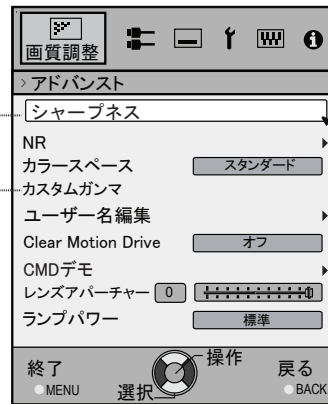 画質調整
>アドバンスト
シャープネス
NR
カラースペース スタンダード
カスタムガンマ
ユーザー名編集
Clear Motion Drive オフ
CMDデモ
レンズアパーチャー 0
ランプパワー 標準
操作
終了 戻る
MENU 選択 BACK